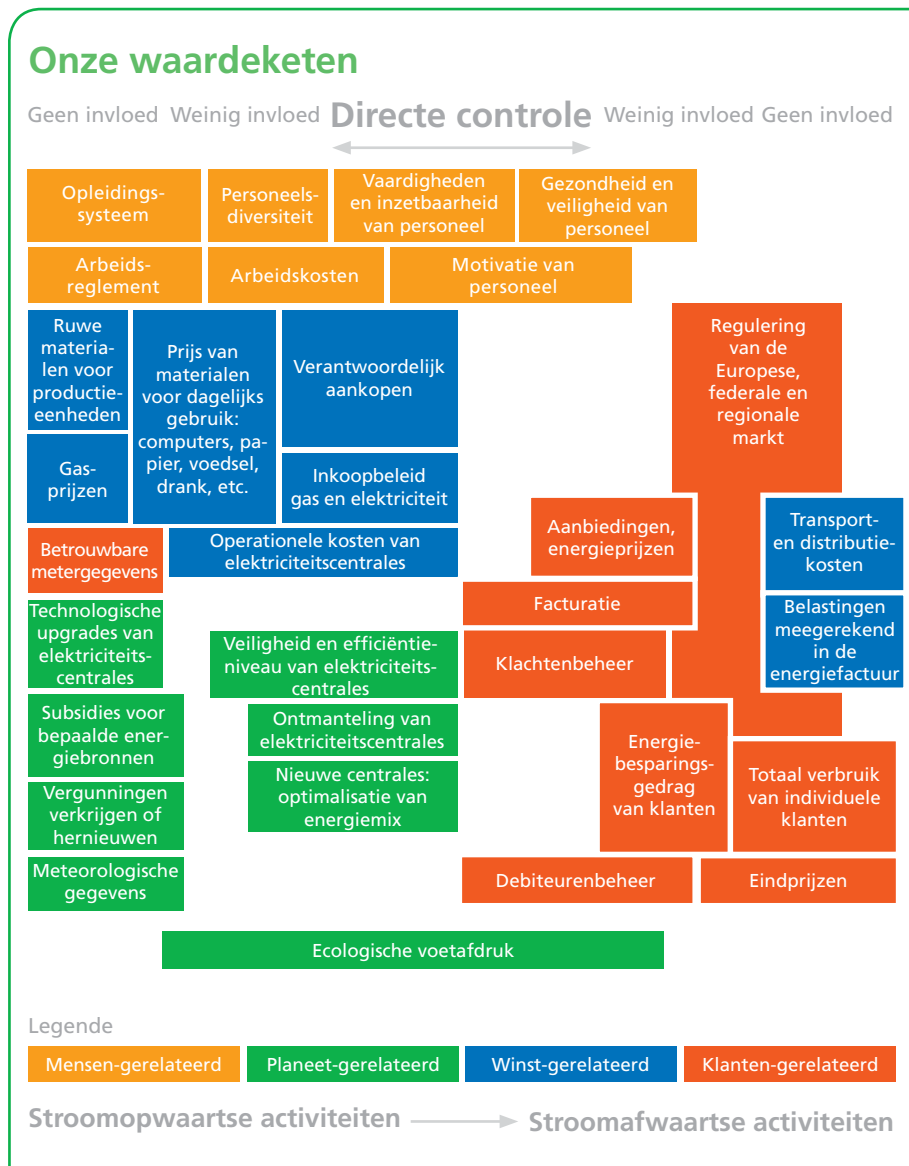 Onze waardeketen
Geen invloed Weinig invloed Directe controle Weinig invloed Geen invloed
Opleidings-
systeem
Personeels-
diversiteit
Vaardigheden
en inzetbaarheid
van personeel
Gezondheid en
veiligheid van
personeel
Arbeids-
reglement
Arbeidskosten
Motivatie van
personeel
Ruwe
materia-
len voor
productie-
eenheden
Prijs van
materialen
voor dagelijks
gebruik:
computers, pa-
pier, voedsel,
drank, etc.
Verantwoordelijk
aankopen
Regulering
van de
Europese,
federale en
regionale
markt
Gas-
prijzen
Inkoopbeleid
gas en elektriciteit
Betrouwbare
metergegevens
Operationele kosten van
elektriciteitscentrales
Aanbiedingen,
energieprijzen
Transport-
en distributie-
kosten
Facturatie
Technologische
upgrades van
elektriciteits-
centrales
Veiligheid en efficiëntie-
niveau van elektriciteits-
centrales
Klachtenbeheer
Belastingen
meegerekend
in de
energiefactuur
Subsidies voor
bepaalde ener-
giebronnen
Ontmanteling van
elektriciteitscentrales
Energie-
besparings-
gedrag
van klanten
Totaal verbruik
van individuele
klanten
Vergunningen
verkrijgen of
hernieuwen
Nieuwe centrales:
optimalisatie van
energiemix
Meteorologische
gegevens
Debiteurenbeheer
Eindprijzen
Ecologische voetafdruk
Legende
Mensen-gerelateerd
Planeet-gerelateerd
Winst-gerelateerd
Klanten-gerelateerd
Stroomopwaartse activiteiten
Stroomafwaartse activiteiten